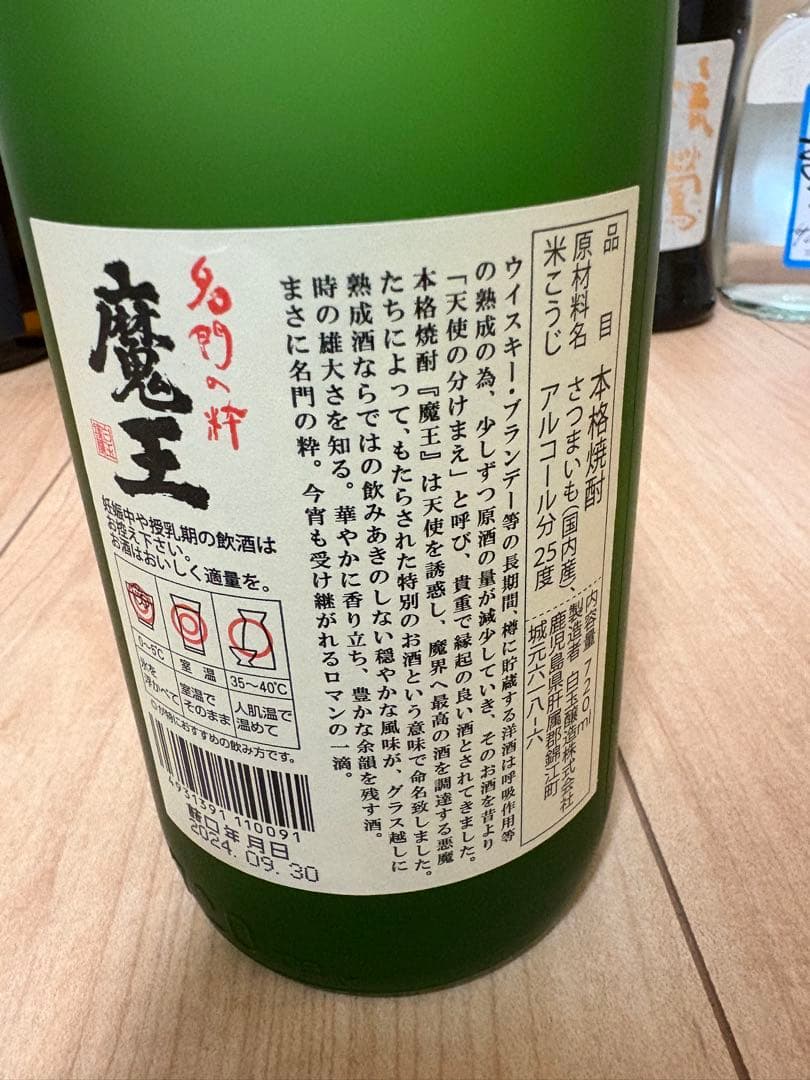 品目 本格焼酎
原材料名 さつまいも(国内産)、
米こうじ アルコール分 25度
内容量 720ml
製造者 白玉醸造株式会社
鹿児島県肝属郡錦江町
城元六一八-六
ウイスキー・ブランデー等の長期間、樽に貯蔵する洋酒は呼吸作用等
の熟成の為、少しずつ原酒の量が減少していき、そのお酒を昔より
「天使の分けまえ」と呼び、貴重で縁起の良い酒とされてきました。
本格焼酎『魔王』は天使を誘惑し、魔界へ最高の酒を調達する悪魔
たちによって、もたらされた特別のお酒という意味で命名致しました。
熟成酒ならではの飲みあきのしない穏やかな風味が、グラス越しに
時の雄大さを知る。華やかに香り立ち、豊かな余韻を残す酒。
まさに名門の粋。今宵も受け継がれるロマンの一滴。
名門の粋
魔王
妊娠中や授乳期の飲酒は
お控え下さい。
お酒はおいしく適量を。
0〜5℃
氷を
浮かべて
室温
室温で
そのまま
35〜40℃
人肌温で
温めて
○が特におすすめの飲み方です。
4931391 110091
蔵口年月日
2024.09.30